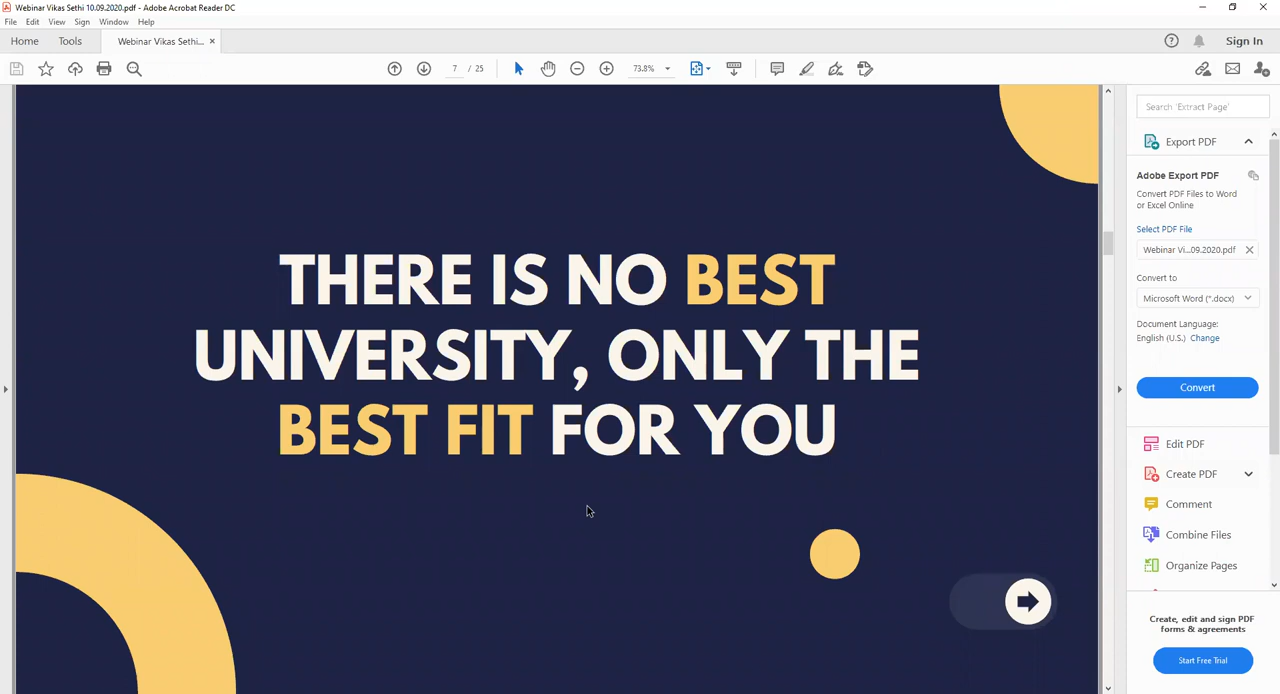 Webinar Vikas Sethi 10.09.2020.pdf - Adobe Acrobat Reader DC
File Edit View Sign Window Help
Home Tools Webinar Vikas Sethi... × Sign In
7 / 25 73.8%
THERE IS NO BEST
UNIVERSITY, ONLY THE
BEST FIT FOR YOU
Search 'Extract Page'
Export PDF
Adobe Export PDF
Convert PDF Files to Word
or Excel Online
Select PDF File
Webinar Vi...09.2020.pdf
Convert to
Microsoft Word (*.docx)
Document Language:
English (U.S.) Change
Convert
Edit PDF
Create PDF
Comment
Combine Files
Organize Pages
Create, edit and sign PDF
forms & agreements
Start Free Trial